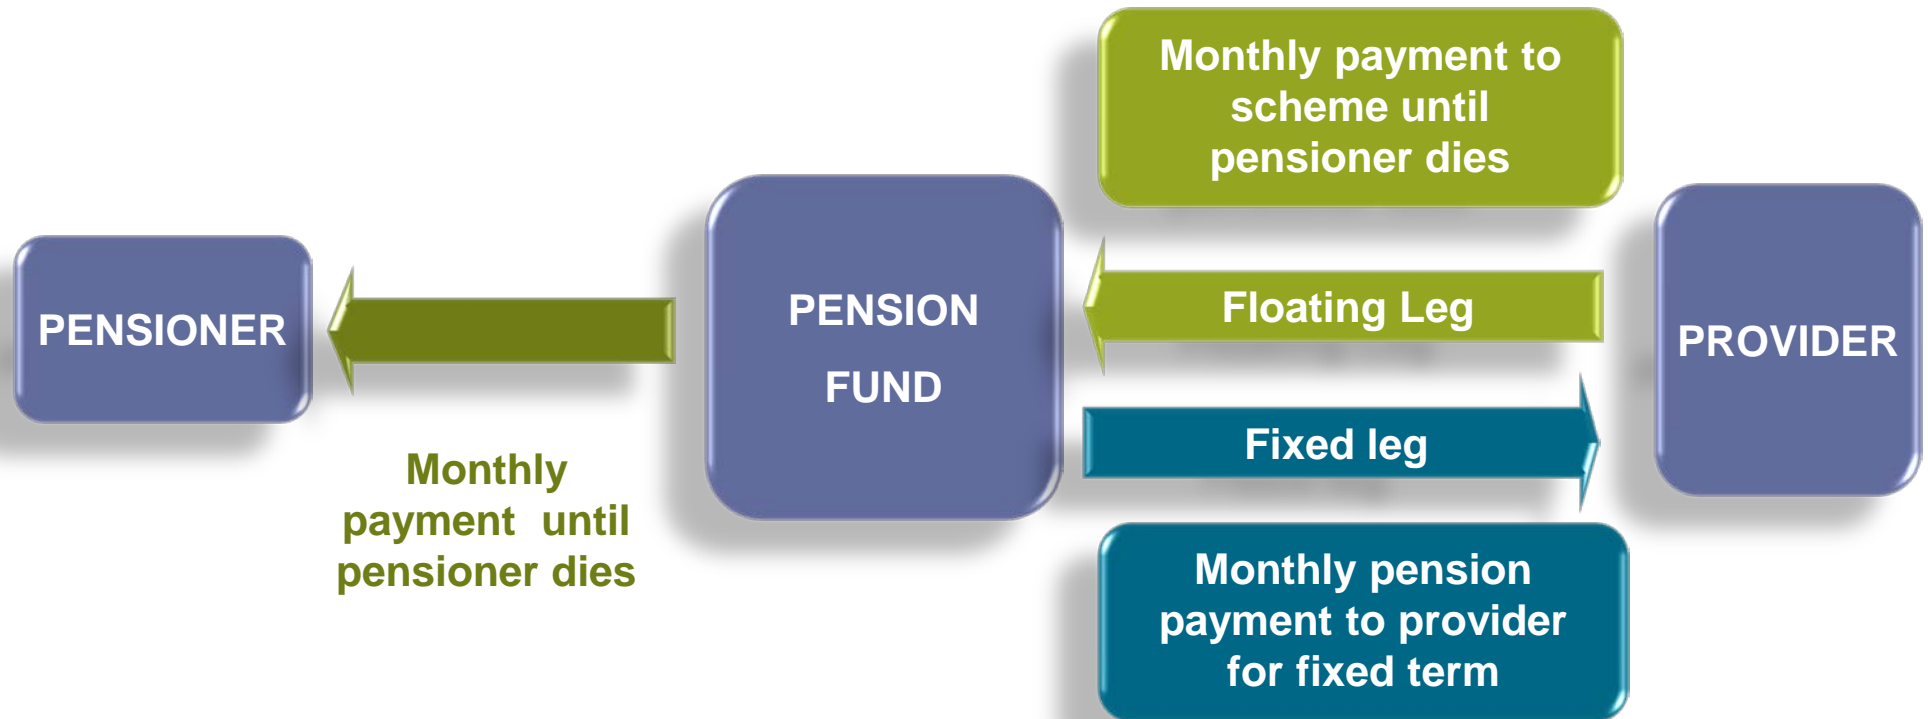 PENSIONER
Monthly
payment until
pensioner dies
PENSION
FUND
Monthly payment to
scheme until
pensioner dies
Floating Leg
Fixed leg
Monthly pension
payment to provider
for fixed term
PROVIDER